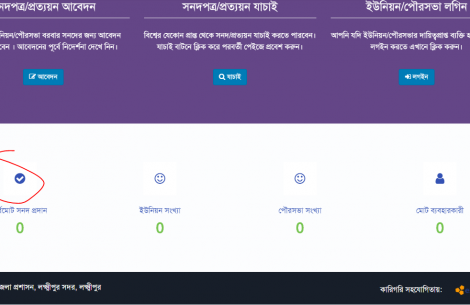 সনদপত্র/প্রত্যয়ন যাচাই
ইউনিয়ন/পৌরসভা লগিন
প্রত্যয়ন আবেদন
বরাবর সনদের জন্য আবেদন
আবেদনের পূর্বে নির্দেশনা দেখে নিন।
আবেদন
বিশ্বের যেকোন প্রান্ত থেকে সনদ/প্রত্যয়ন যাচাই করতে পারবেন।
যাচাই বাটনে ক্লিক করে পরবর্তী পেইজে প্রবেশ করুন।
যাচাই
আপনি যদি ইউনিয়ন/পৌরসভার দায়িত্বপ্রাপ্ত ব্যক্তি
লগইন করতে এখানে ক্লিক করুন।
লগইন
সনদ প্রদান
0
ইউনিয়ন সংখ্যা
0
পৌরসভা সংখ্যা
0
মোট ব্যবহারকারী
0
প্রশাসন, লক্ষ্মীপুর সদর, লক্ষ্মীপুর
কারিগরি সহযোগিতায়: